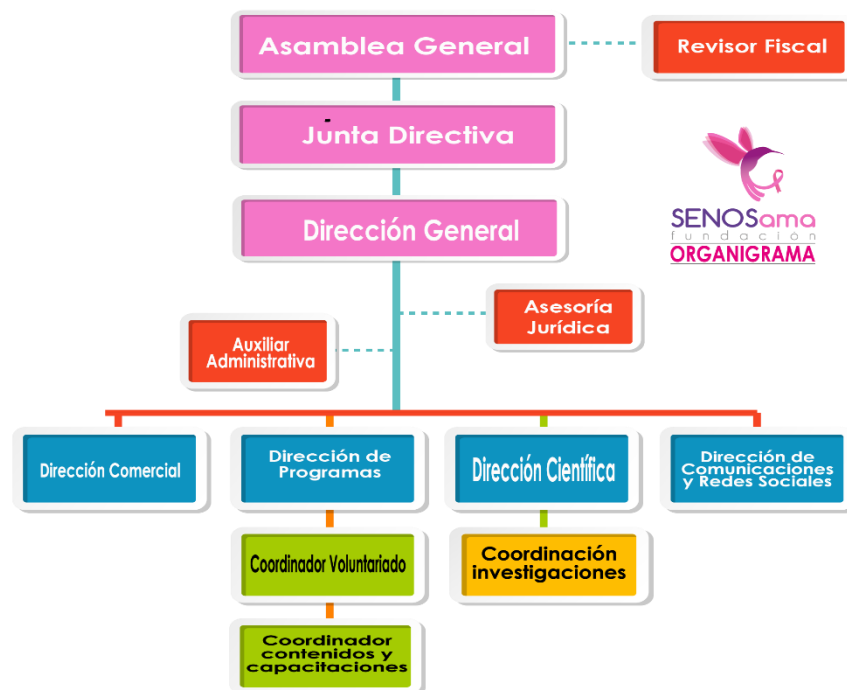 Asamblea General
Revisor Fiscal
Junta Directiva
SENOSama
fundación
ORGANIGRAMA
Dirección General
Asesoría
Jurídica
Auxiliar
Administrativa
Dirección Comercial
Dirección de
Programas
Dirección Científica
Dirección de
Comunicaciones
y Redes Sociales
Coordinador Voluntariado
Coordinación
investigaciones
Coordinador
contenidos y
capacitaciones